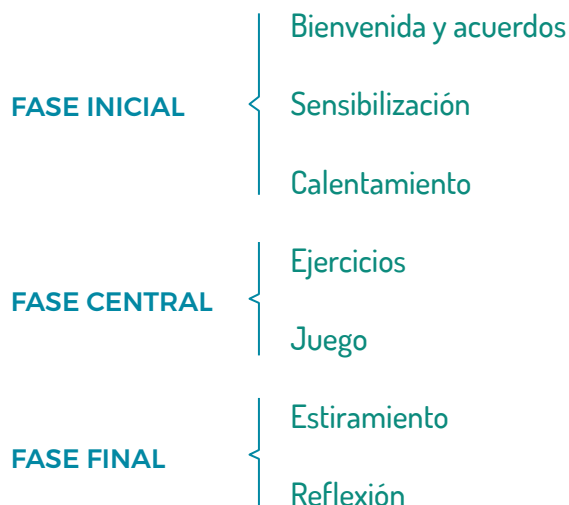 FASE INICIAL
Bienvenida y acuerdos
Sensibilización
Calentamiento
FASE CENTRAL
Ejercicios
Juego
FASE FINAL
Estiramiento
Reflexión